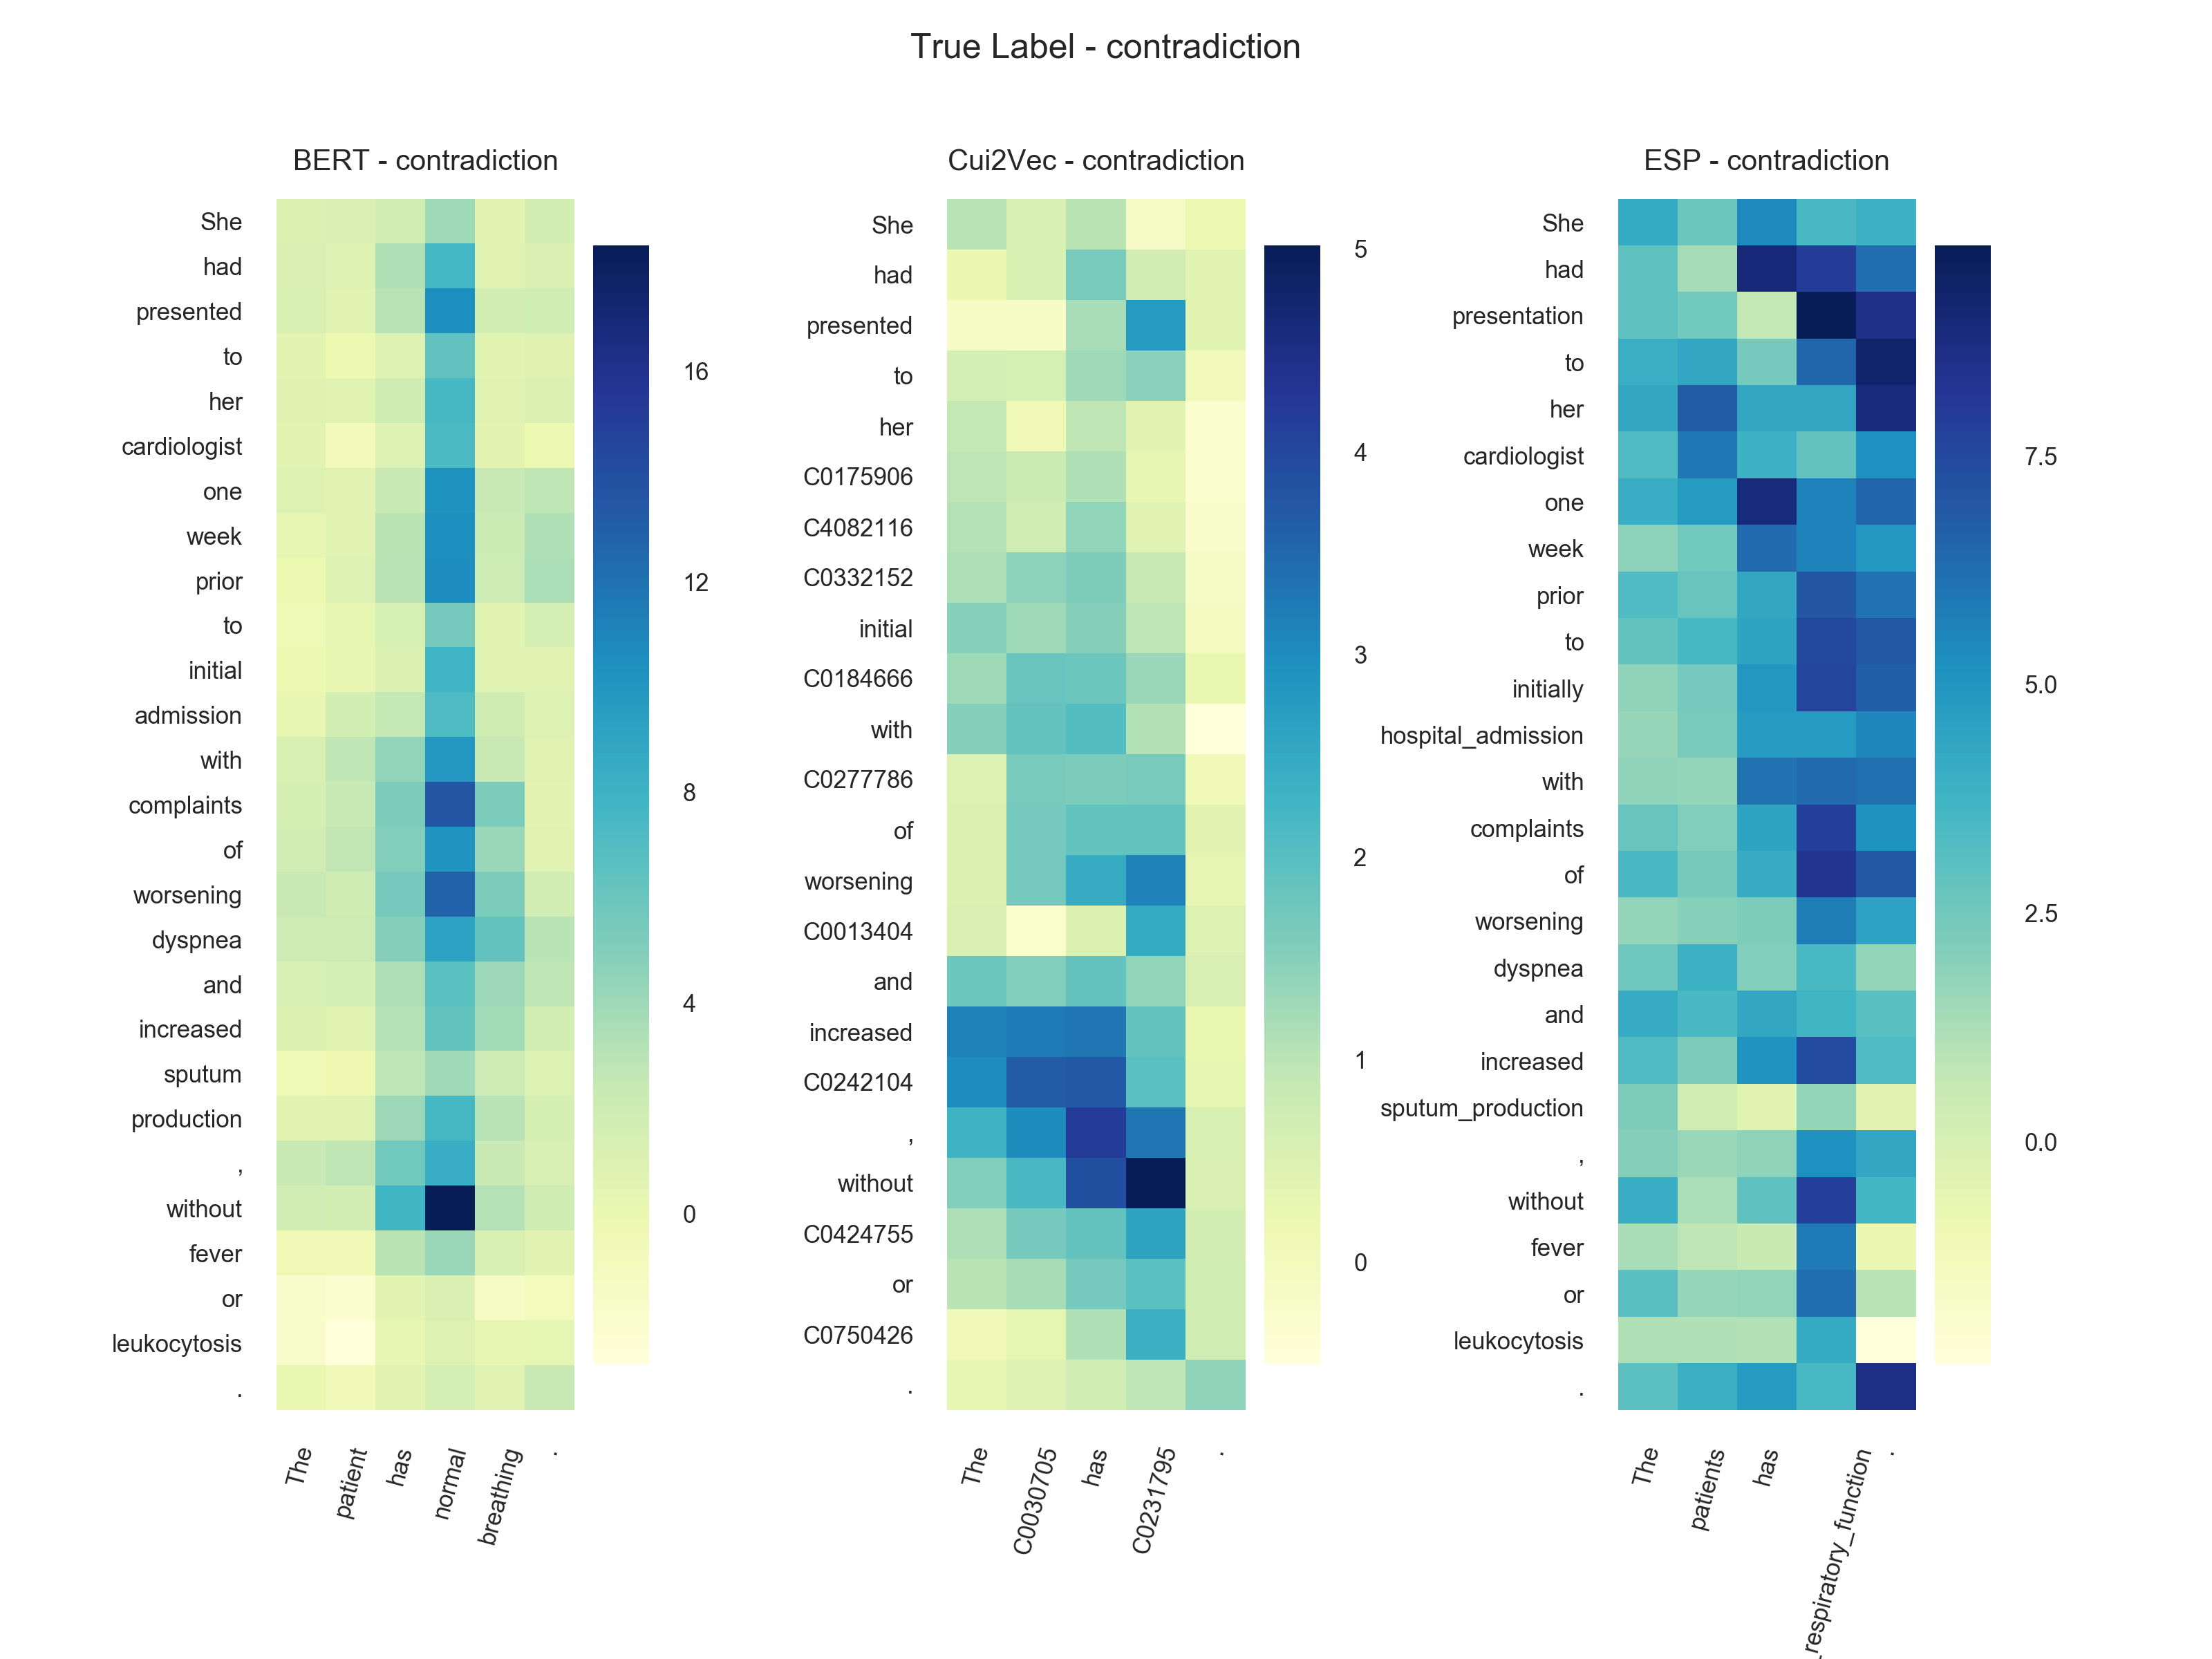 True Label - contradiction
BERT - contradiction
She
had
presented
to
her
cardiologist
one
week
prior
to
initial
admission
with
complaints
of
worsening
dyspnea
and
increased
sputum
production
,
without
fever
or
leukocytosis
.
The
patient
has
normal
breathing
.
16
12
8
4
0
Cui2Vec - contradiction
She
had
presented
to
her
C0175906
C4082116
C0332152
initial
C0184666
with
C0277786
of
worsening
C0013404
and
increased
C0242104
,
without
C0424755
or
C0750426
.
The
C0030705
has
C0231795
.
5
4
3
2
1
0
ESP - contradiction
She
had
presentation
to
her
cardiologist
one
week
prior
to
initially
hospital_admission
with
complaints
of
worsening
dyspnea
and
increased
sputum_production
,
without
fever
or
leukocytosis
.
The
patients
has
_respiratory_function
.
7.5
5.0
2.5
0.0